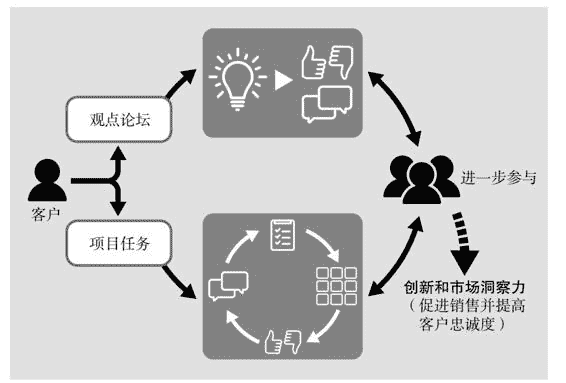 观点论坛
客户
项目任务
进一步参与
创新和市场洞察力
（促进销售并提高
客户忠诚度）